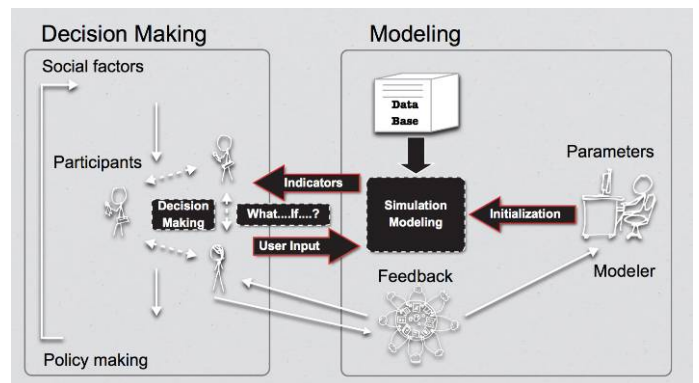 Decision Making
Modeling
Social factors
Data
Base
Participants
Parameters
Indicators
Decision
Making
What....If....?
Simulation
Modeling
Initialization
User Input
Feedback
Modeler
Policy making